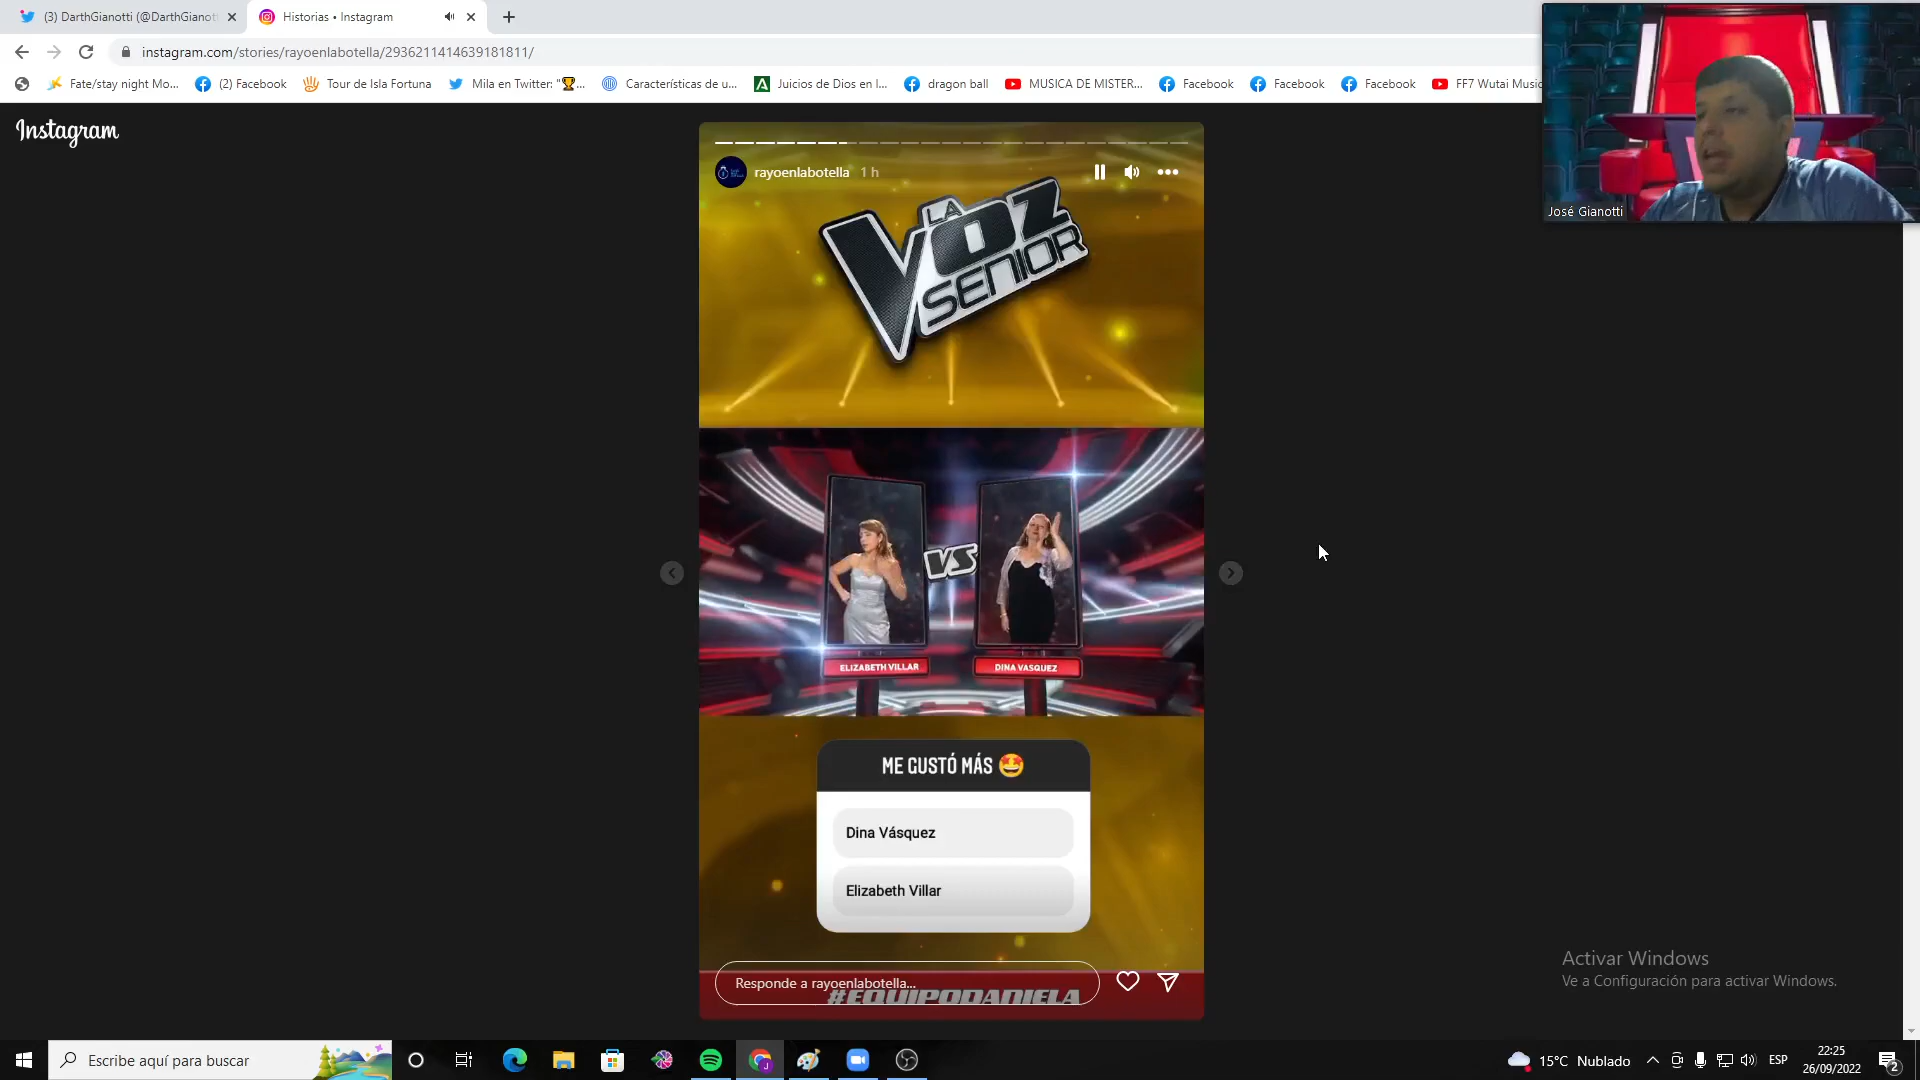 (3) DarthGianotti (@DarthGianot
Historias • Instagram
instagram.com/stories/rayoenlabotella/2936211414639181811/
Fate/stay night Mo...
(2) Facebook
Tour de Isla Fortuna
Mila en Twitter: "🏆...
Características de u...
Juicios de Dios en l...
dragon ball
MUSICA DE MISTER...
Facebook
Facebook
Facebook
FF7 Wutai Music
José Gianotti
Instagram
rayoenlabotella 1 h
LA
VOZ
SENIOR
VS
ELIZABETH VILLAR
DINA VASQUEZ
ME GUSTÓ MÁS 🤩
Dina Vásquez
Elizabeth Villar
Responde a rayoenlabotella...
#EQUIPODANIELA
Activar Windows
Ve a Configuración para activar Windows.
Escribe aquí para buscar
15°C Nublado
ESP
22:25
26/09/2022
2